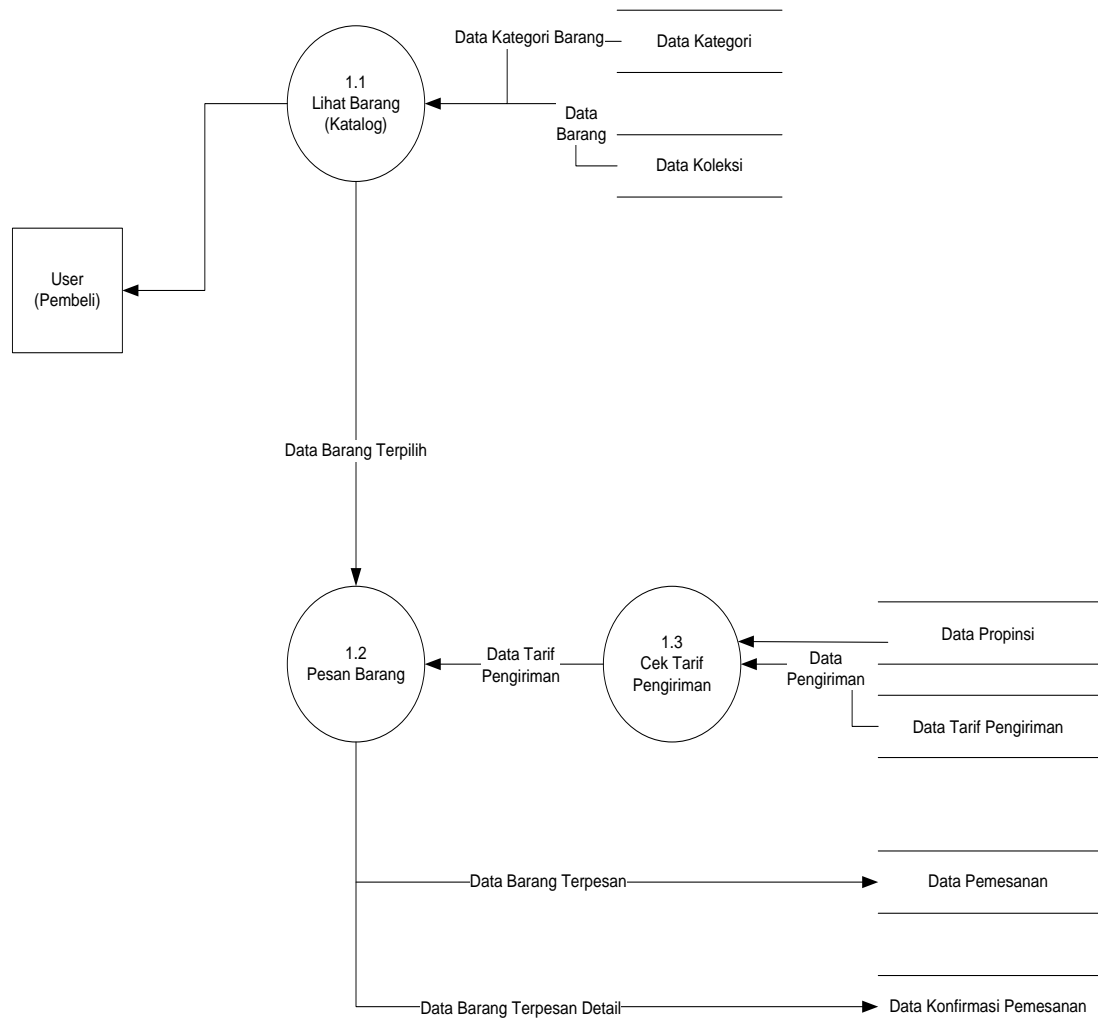 Data Kategori Barang
Data Kategori
1.1
Lihat Barang
(Katalog)
Data
Barang
Data Koleksi
User
(Pembeli)
Data Barang Terpilih
1.2
Pesan Barang
Data Tarif
Pengiriman
1.3
Cek Tarif
Pengiriman
Data Propinsi
Data
Pengiriman
Data Tarif Pengiriman
Data Barang Terpesan
Data Pemesanan
Data Barang Terpesan Detail
Data Konfirmasi Pemesanan